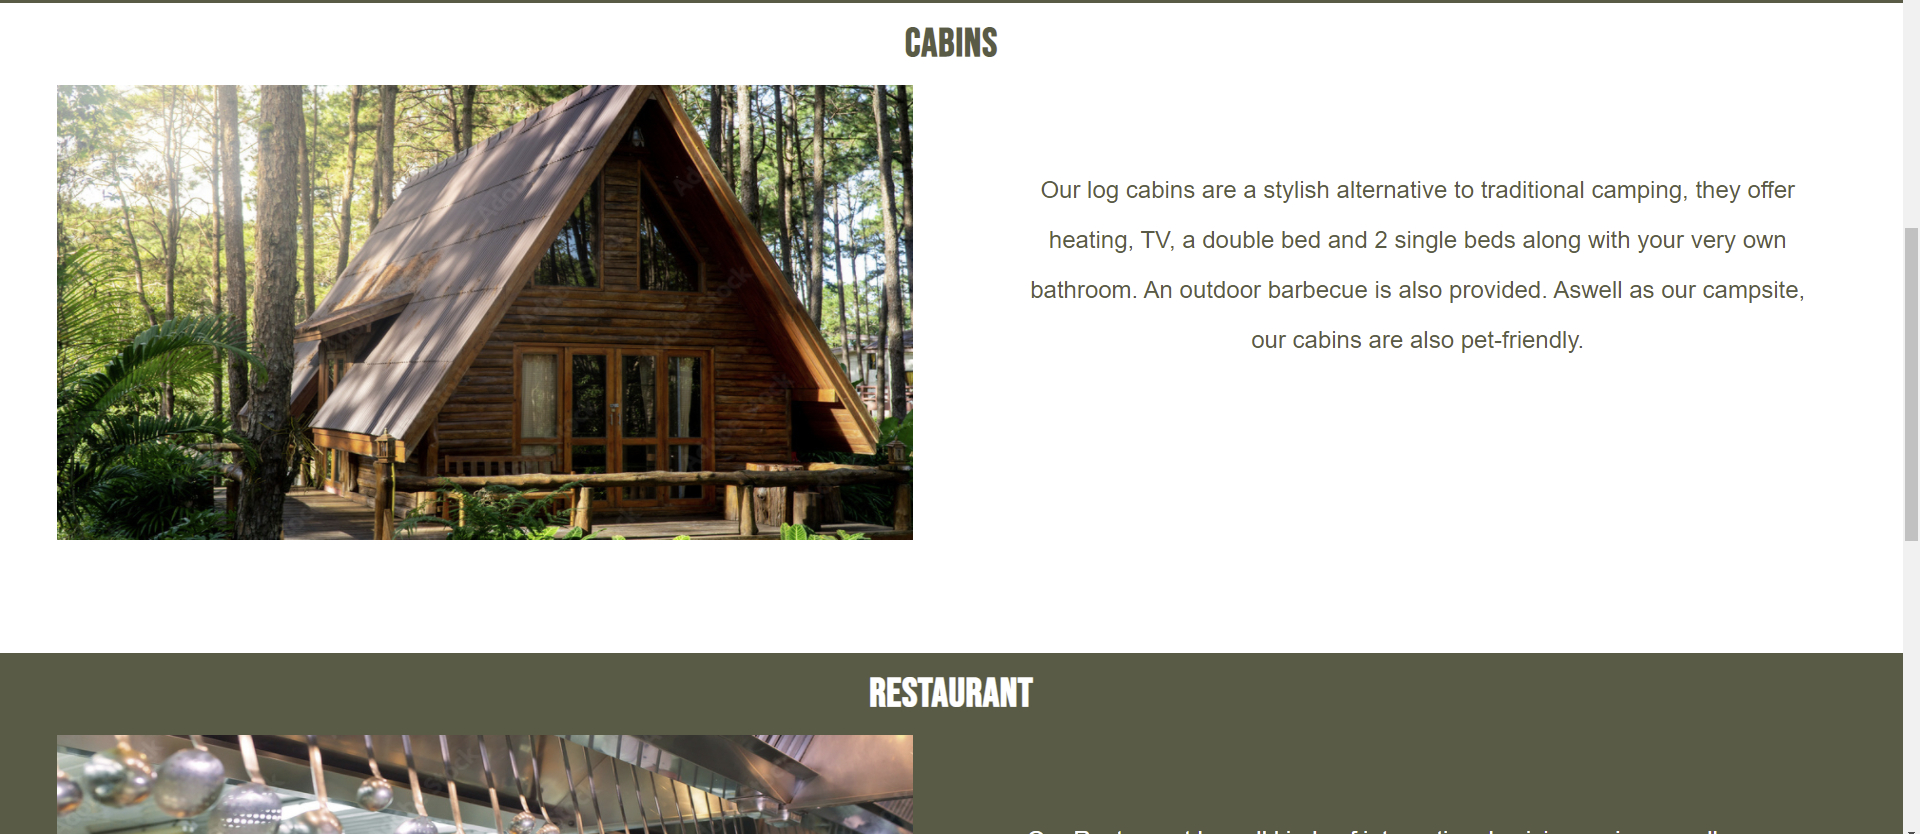 CABINS
Our log cabins are a stylish alternative to traditional camping, they offer
heating, TV, a double bed and 2 single beds along with your very own
bathroom. An outdoor barbecue is also provided. Aswell as our campsite,
our cabins are also pet-friendly.
RESTAURANT